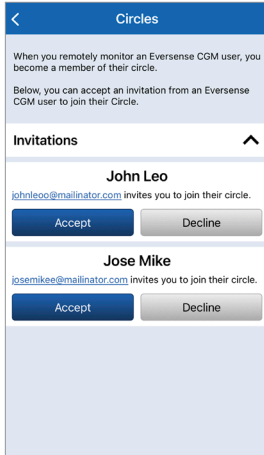 Circles
When you remotely monitor an Eversense CGM user, you
become a member of their circle.
Below, you can accept an invitation from an Eversense
CGM user to join their Circle.
Invitations
John Leo
johnleoo@mailinator.com invites you to join their circle.
Accept Decline
Jose Mike
josemikee@mailinator.com invites you to join their circle.
Accept Decline